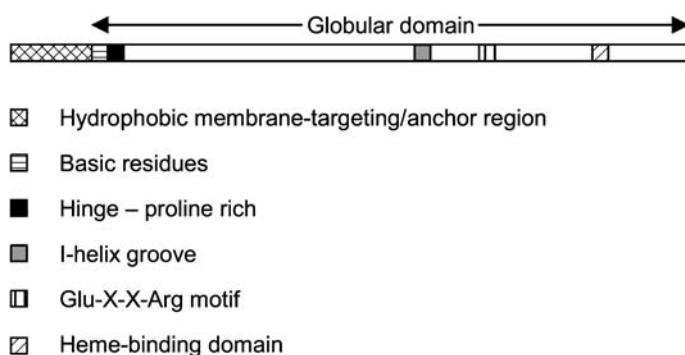 Globular domain
Hydrophobic membrane-targeting/anchor region
Basic residues
Hinge – proline rich
I-helix groove
Glu-X-X-Arg motif
Heme-binding domain